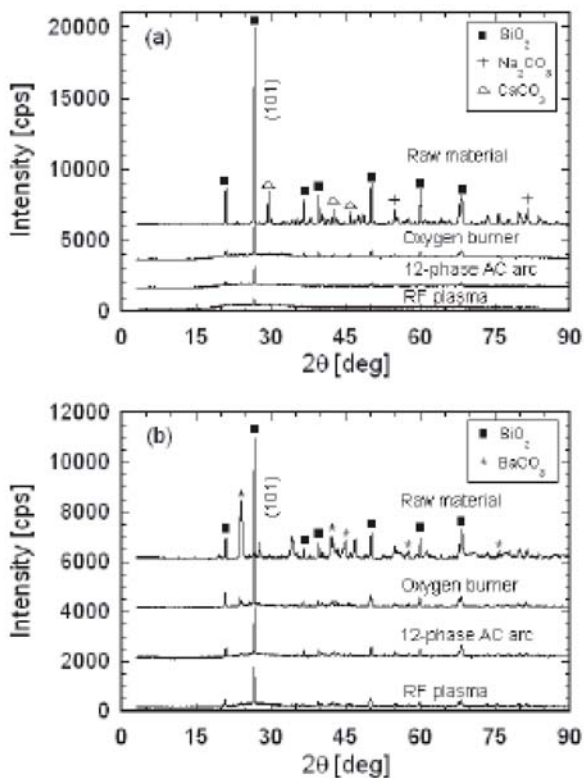 (a)
BiO2
Na2CO3
CaCO3
(101)
Raw material
Oxygen burner
12-phase AC arc
RF plasma
Intensity [cps]
20000
15000
10000
5000
0
0 15 30 45 60 75 90
2θ [deg]
(b)
BiO2
BaCO3
(101)
Raw material
Oxygen burner
12-phase AC arc
RF plasma
Intensity [cps]
12000
10000
8000
6000
4000
2000
0
0 15 30 45 60 75 90
2θ [deg]